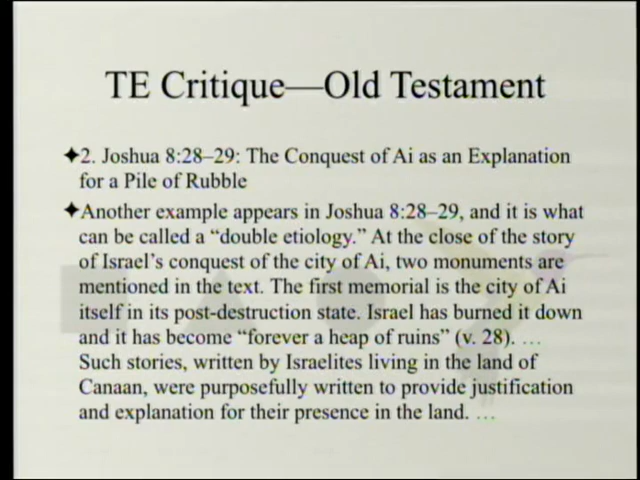 TE Critique—Old Testament
✦2. Joshua 8:28–29: The Conquest of Ai as an Explanation
for a Pile of Rubble
✦Another example appears in Joshua 8:28–29, and it is what
can be called a “double etiology.” At the close of the story
of Israel’s conquest of the city of Ai, two monuments are
mentioned in the text. The first memorial is the city of Ai
itself in its post-destruction state. Israel has burned it down
and it has become “forever a heap of ruins” (v. 28). …
Such stories, written by Israelites living in the land of
Canaan, were purposefully written to provide justification
and explanation for their presence in the land. …